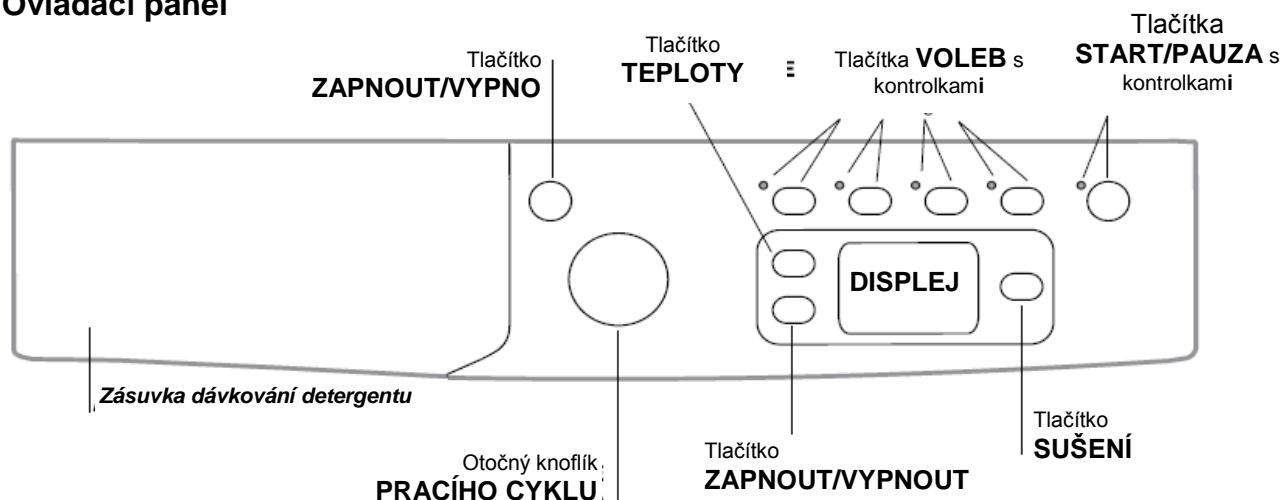 Ovládací panel
Tlačítko
ZAPNOUT/VYPNO
Tlačítko
TEPLOTY
Tlačítka VOLEB s
kontrolkami
Tlačítka
START/PAUZA s
kontrolkami
DISPLEJ
Zásuvka dávkování detergentu
Otočný knoflík
PRACÍHO CYKLU
Tlačítko
ZAPNOUT/VYPNOUT
Tlačítko
SUŠENÍ